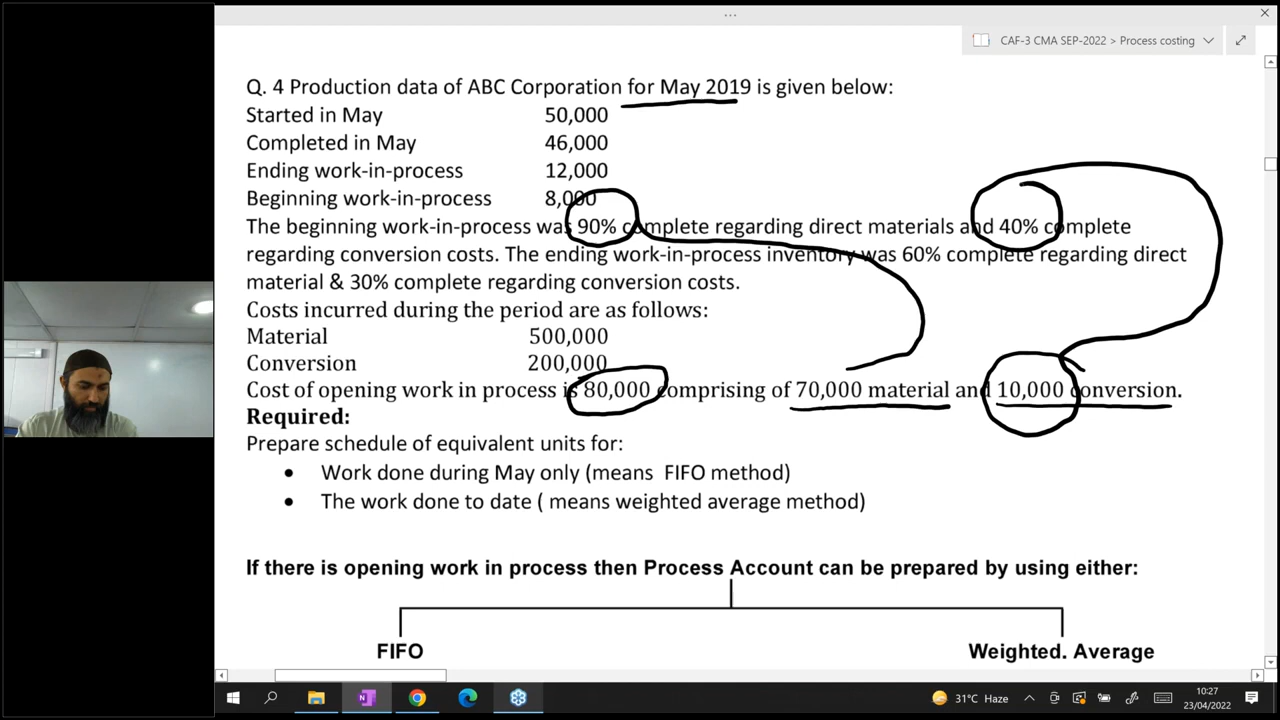 CAF-3 CMA SEP-2022 > Process costing
Q. 4 Production data of ABC Corporation for May 2019 is given below:
Started in May 50,000
Completed in May 46,000
Ending work-in-process 12,000
Beginning work-in-process 8,000
The beginning work-in-process was 90% complete regarding direct materials and 40% complete
regarding conversion costs. The ending work-in-process inventory was 60% complete regarding direct
material & 30% complete regarding conversion costs.
Costs incurred during the period are as follows:
Material 500,000
Conversion 200,000
Cost of opening work in process is 80,000 comprising of 70,000 material and 10,000 conversion.
Required:
Prepare schedule of equivalent units for:
• Work done during May only (means FIFO method)
• The work done to date ( means weighted average method)
If there is opening work in process then Process Account can be prepared by using either:
FIFO Weighted. Average
31°C Haze
10:27
23/04/2022